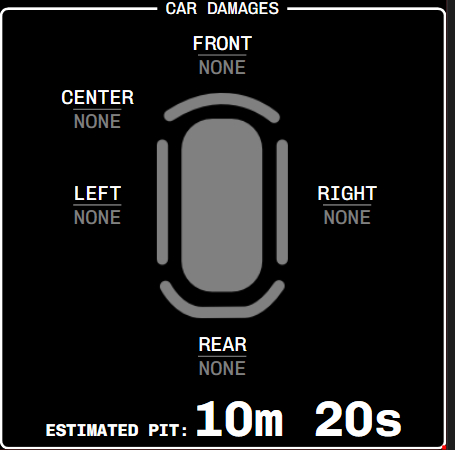 CAR DAMAGES
FRONT
NONE
CENTER
NONE
LEFT
NONE
RIGHT
NONE
REAR
NONE
ESTIMATED PIT: 10m 20s